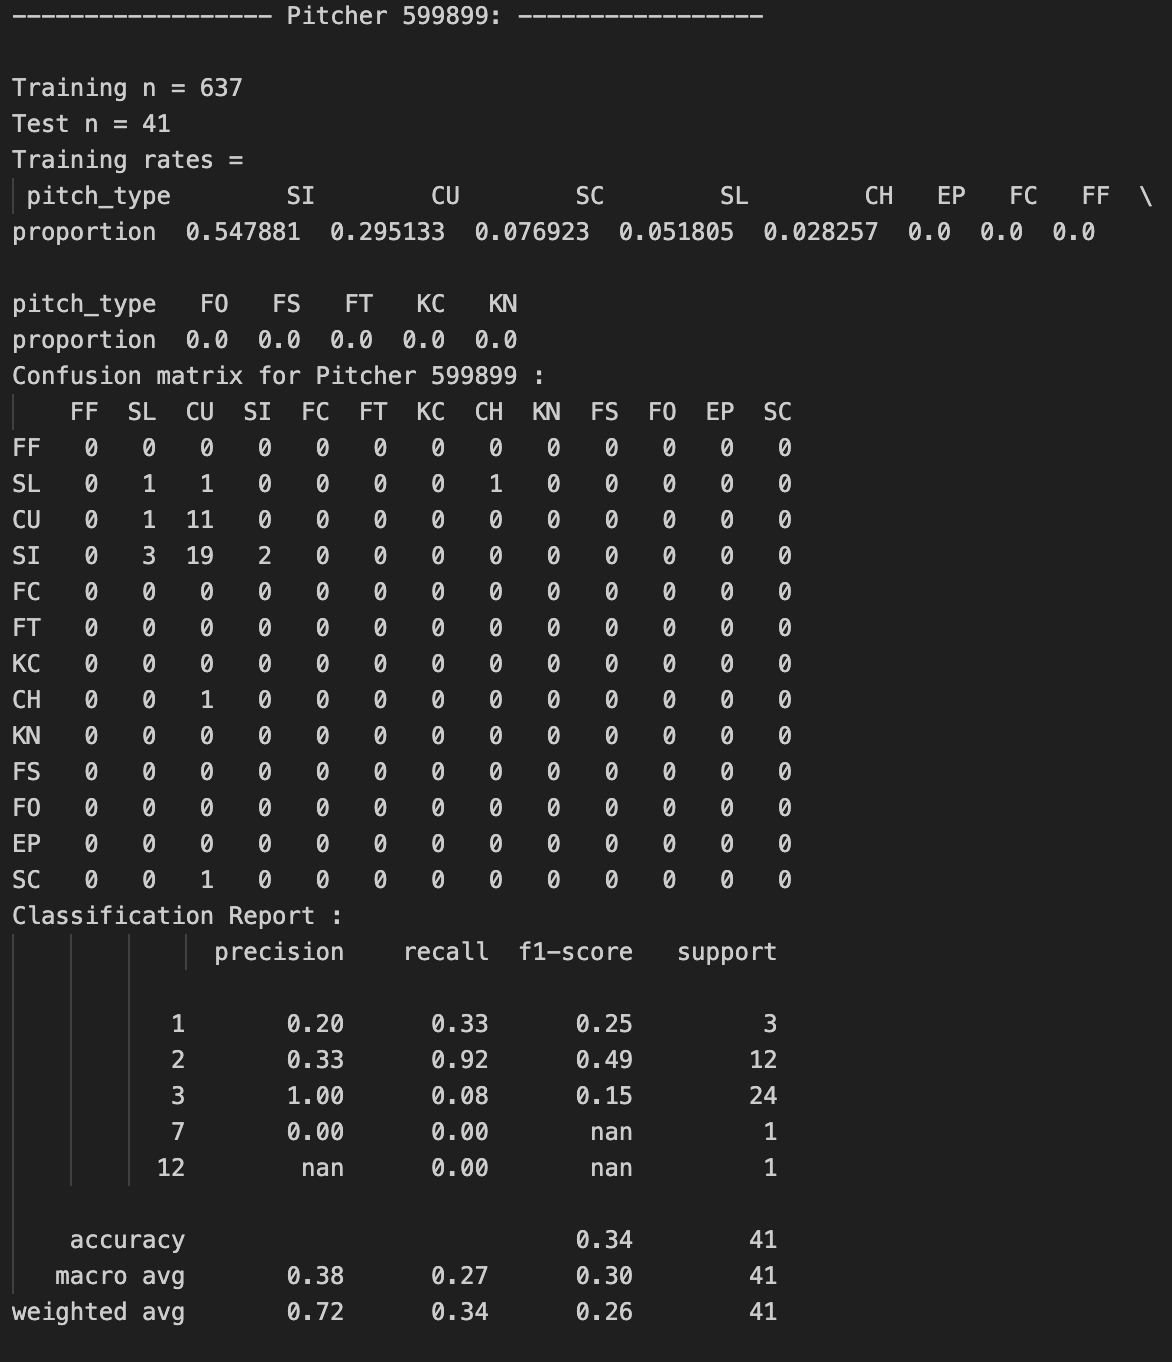 ------------------ Pitcher 599899: -----------------
Training n = 637
Test n = 41
Training rates =
pitch_type        SI        CU        SC        SL        CH   EP   FC   FF  \
proportion  0.547881  0.295133  0.076923  0.051805  0.028257  0.0  0.0  0.0
pitch_type   FO   FS   FT   KC   KN
proportion  0.0  0.0  0.0  0.0  0.0
Confusion matrix for Pitcher 599899 :
    FF  SL  CU  SI  FC  FT  KC  CH  KN  FS  FO  EP  SC
FF   0   0   0   0   0   0   0   0   0   0   0   0   0
SL   0   1   1   0   0   0   0   1   0   0   0   0   0
CU   0   1  11   0   0   0   0   0   0   0   0   0   0
SI   0   3  19   2   0   0   0   0   0   0   0   0   0
FC   0   0   0   0   0   0   0   0   0   0   0   0   0
FT   0   0   0   0   0   0   0   0   0   0   0   0   0
KC   0   0   0   0   0   0   0   0   0   0   0   0   0
CH   0   0   1   0   0   0   0   0   0   0   0   0   0
KN   0   0   0   0   0   0   0   0   0   0   0   0   0
FS   0   0   0   0   0   0   0   0   0   0   0   0   0
FO   0   0   0   0   0   0   0   0   0   0   0   0   0
EP   0   0   0   0   0   0   0   0   0   0   0   0   0
SC   0   0   1   0   0   0   0   0   0   0   0   0   0
Classification Report :
              precision    recall  f1-score   support
           1       0.20      0.33      0.25         3
           2       0.33      0.92      0.49        12
           3       1.00      0.08      0.15        24
           7       0.00      0.00       nan         1
          12        nan      0.00       nan         1
    accuracy                           0.34        41
   macro avg       0.38      0.27      0.30        41
weighted avg       0.72      0.34      0.26        41